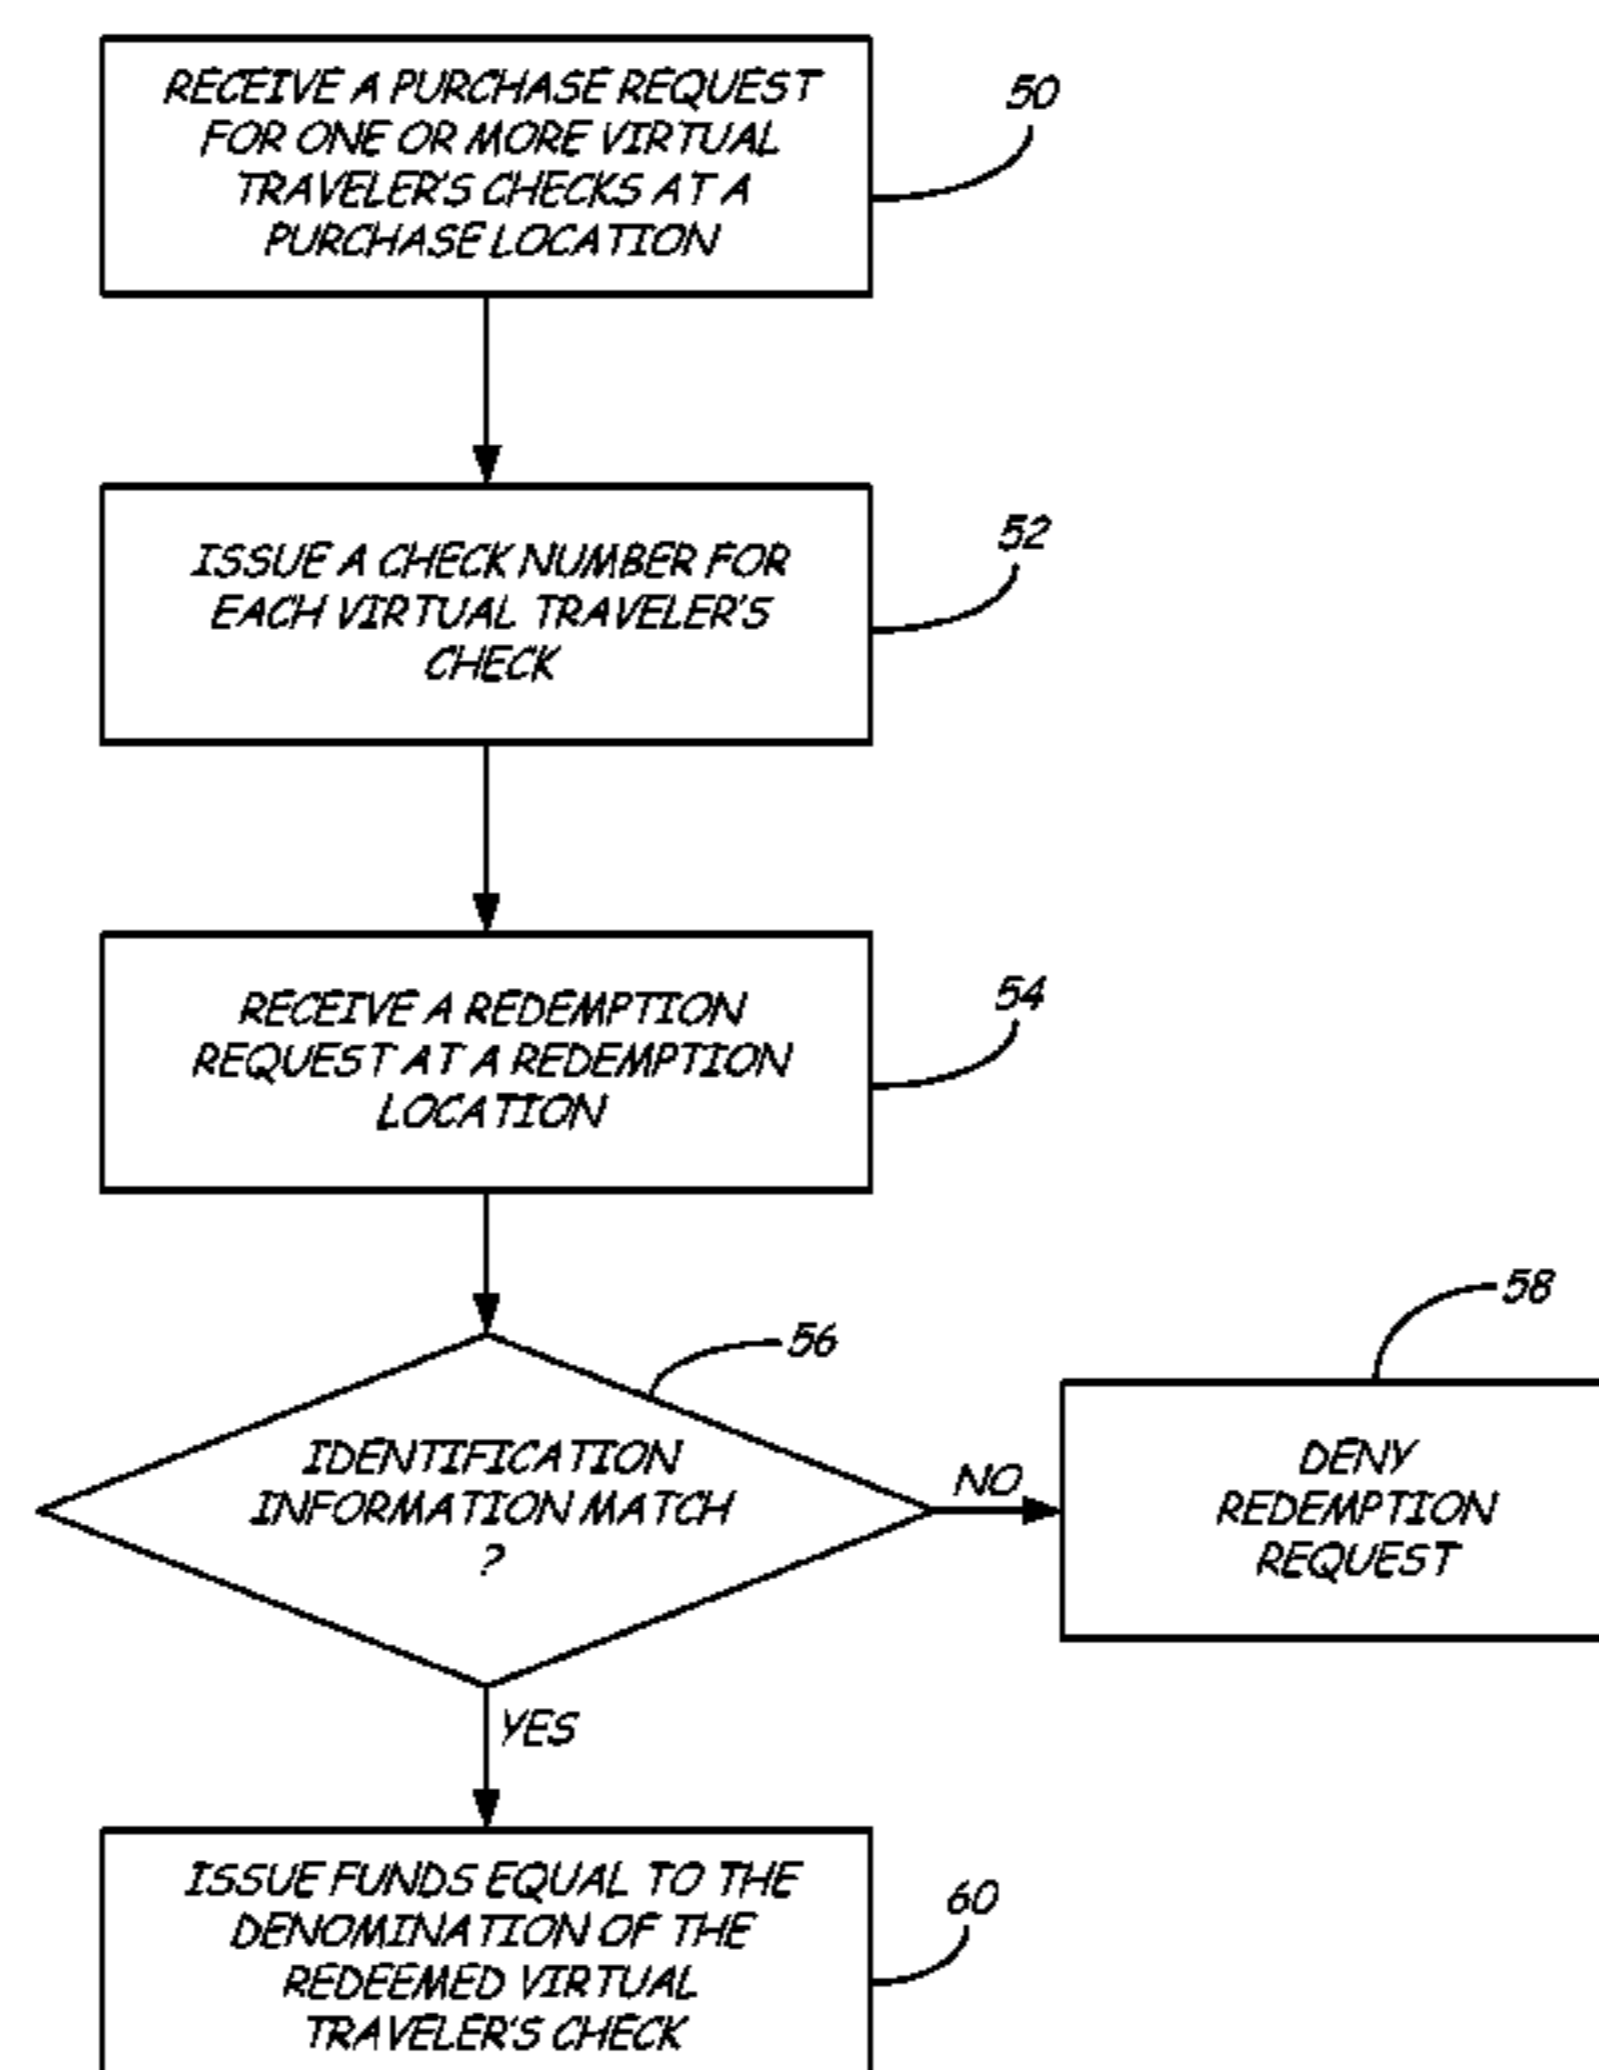 RECEIVE A PURCHASE REQUEST
FOR ONE OR MORE VIRTUAL
TRAVELER'S CHECKS AT A
PURCHASE LOCATION
50
ISSUE A CHECK NUMBER FOR
EACH VIRTUAL TRAVELER'S
CHECK
52
RECEIVE A REDEMPTION
REQUEST AT A REDEMPTION
LOCATION
54
IDENTIFICATION
INFORMATION MATCH
?
56
NO
DENY
REDEMPTION
REQUEST
58
YES
ISSUE FUNDS EQUAL TO THE
DENOMINATION OF THE
REDEEMED VIRTUAL
TRAVELER'S CHECK
60